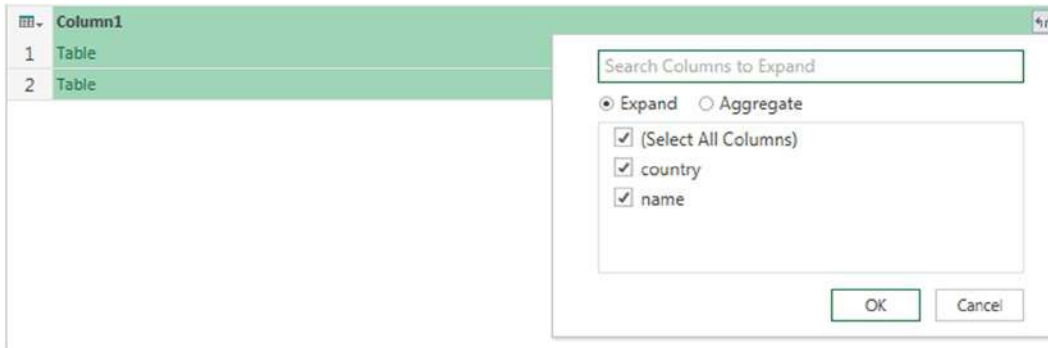 Column1
1 Table
2 Table
Search Columns to Expand
Expand Aggregate
(Select All Columns)
country
name
OK Cancel